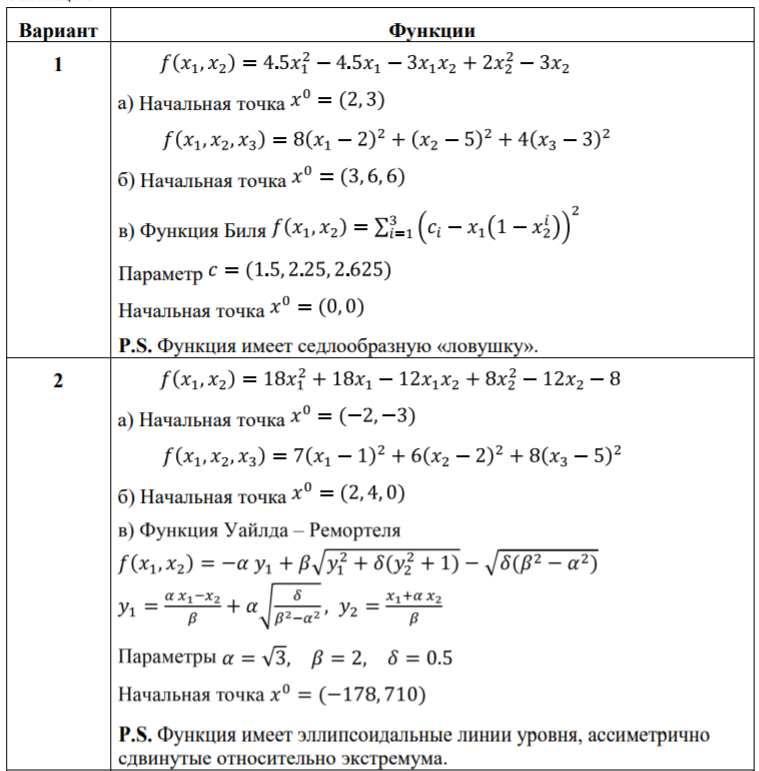 Вариант Функции
1 f(x₁, x₂) = 4.5x₁² − 4.5x₁ − 3x₁x₂ + 2x₂² − 3x₂
а) Начальная точка x⁰ = (2, 3)
f(x₁, x₂, x₃) = 8(x₁ − 2)² + (x₂ − 5)² + 4(x₃ − 3)²
б) Начальная точка x⁰ = (3, 6, 6)
в) Функция Биля f(x₁, x₂) = ∑³ᵢ₌₁ (cᵢ − x₁(1 − x₂ⁱ))²
Параметр c = (1.5, 2.25, 2.625)
Начальная точка x⁰ = (0, 0)
P.S. Функция имеет седлообразную «ловушку».
2 f(x₁, x₂) = 18x₁² + 18x₁ − 12x₁x₂ + 8x₂² − 12x₂ − 8
а) Начальная точка x⁰ = (−2, −3)
f(x₁, x₂, x₃) = 7(x₁ − 1)² + 6(x₂ − 2)² + 8(x₃ − 5)²
б) Начальная точка x⁰ = (2, 4, 0)
в) Функция Уайлда – Ремортеля
f(x₁, x₂) = −α y₁ + β√(y₁² + δ(y₂² + 1)) − √(δ(β² − α²))
y₁ = (α x₁−x₂)/β + α√(δ/(β²−α²)), y₂ = (x₁+α x₂)/β
Параметры α = √3, β = 2, δ = 0.5
Начальная точка x⁰ = (−178, 710)
P.S. Функция имеет эллипсоидальные линии уровня, ассиметрично
сдвинутые относительно экстремума.